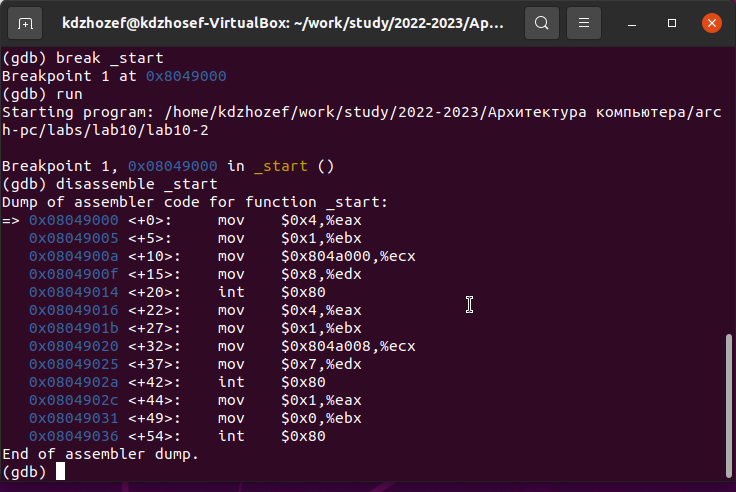 kdzhozef@kdzhosef-VirtualBox: ~/work/study/2022-2023/Ap...
(gdb) break _start
Breakpoint 1 at 0x8049000
(gdb) run
Starting program: /home/kdzhozef/work/study/2022-2023/Архитектура компьютера/arc
h-pc/labs/lab10/lab10-2

Breakpoint 1, 0x08049000 in _start ()
(gdb) disassemble _start
Dump of assembler code for function _start:
=> 0x08049000 <+0>:     mov    $0x4,%eax
   0x08049005 <+5>:     mov    $0x1,%ebx
   0x0804900a <+10>:    mov    $0x804a000,%ecx
   0x0804900f <+15>:    mov    $0x8,%edx
   0x08049014 <+20>:    int    $0x80
   0x08049016 <+22>:    mov    $0x4,%eax
   0x0804901b <+27>:    mov    $0x1,%ebx
   0x08049020 <+32>:    mov    $0x804a008,%ecx
   0x08049025 <+37>:    mov    $0x7,%edx
   0x0804902a <+42>:    int    $0x80
   0x0804902c <+44>:    mov    $0x1,%eax
   0x08049031 <+49>:    mov    $0x0,%ebx
   0x08049036 <+54>:    int    $0x80
End of assembler dump.
(gdb)